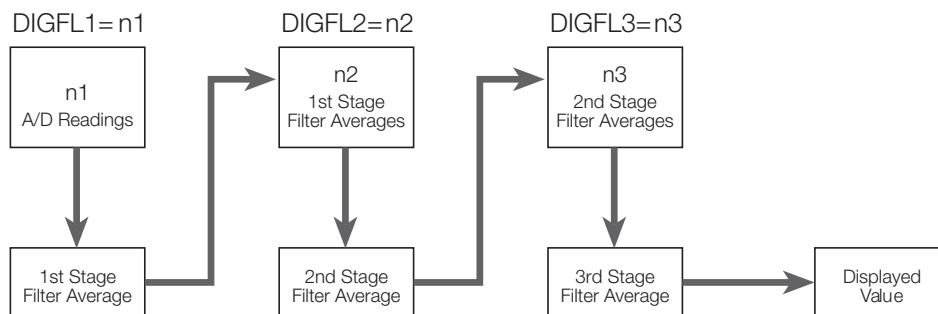 DIGFL1=n1
DIGFL2=n2
DIGFL3=n3
n1
A/D Readings
n2
1st Stage
Filter Averages
n3
2nd Stage
Filter Averages
1st Stage
Filter Average
2nd Stage
Filter Average
3rd Stage
Filter Average
Displayed
Value